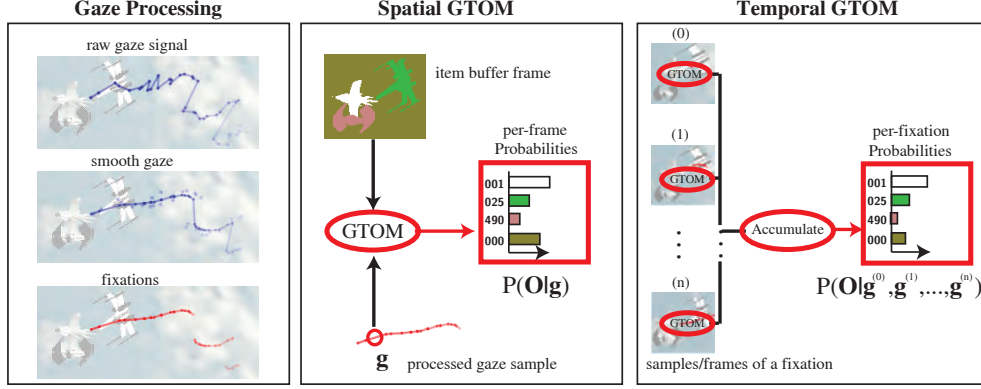 Gaze Processing
raw gaze signal
smooth gaze
fixations
Spatial GTOM
item buffer frame
per-frame
Probabilities
001
025
490
000
GTOM
P(O|g)
g
processed gaze sample
Temporal GTOM
(0)
GTOM
(1)
GTOM
(n)
GTOM
samples/frames of a fixation
Accumulate
per-fixation
Probabilities
001
025
490
000
P(O|g⁽⁰⁾,g⁽¹⁾,...,g⁽ⁿ⁾)